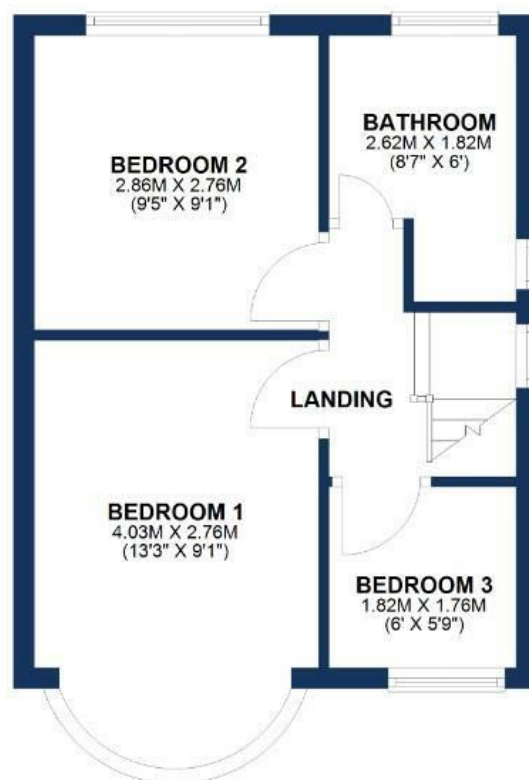 BATHROOM
2.62M X 1.82M
(8'7" X 6')
BEDROOM 2
2.86M X 2.76M
(9'5" X 9'1")
LANDING
BEDROOM 1
4.03M X 2.76M
(13'3" X 9'1")
BEDROOM 3
1.82M X 1.76M
(6' X 5'9")